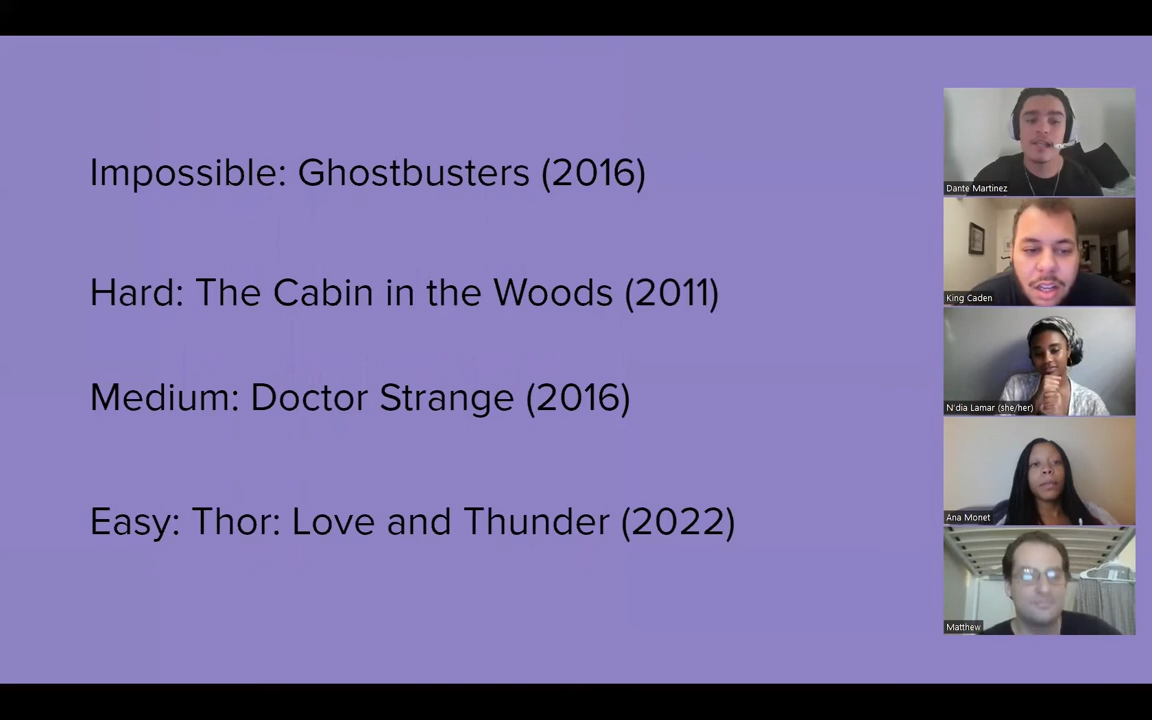 Impossible: Ghostbusters (2016)
Hard: The Cabin in the Woods (2011)
Medium: Doctor Strange (2016)
Easy: Thor: Love and Thunder (2022)
Dante Martinez
King Caden
N'dia Lamar (she/her)
Ana Monet
Matthew